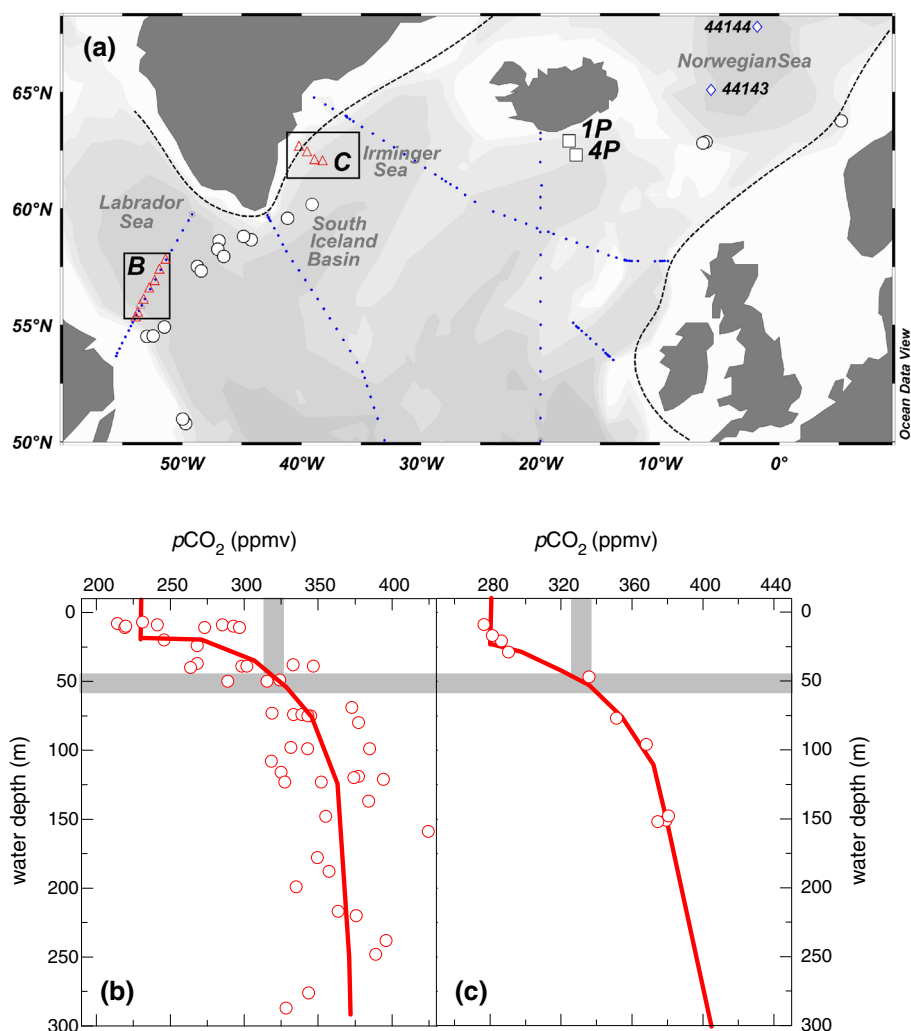 (a)
44144
Norwegian Sea
44143
65°N
1P
4P
C
Irminger
Sea
Labrador
Sea
60°N
South
Iceland
Basin
B
55°N
50°N
50°W
40°W
30°W
20°W
10°W
0°
Ocean Data View
pCO2 (ppmv)
pCO2 (ppmv)
200 250 300 350 400
280 320 360 400 440
0
50
100
150
200
250
300
water depth (m)
(b)
(c)
0
50
100
150
200
250
300
water depth (m)